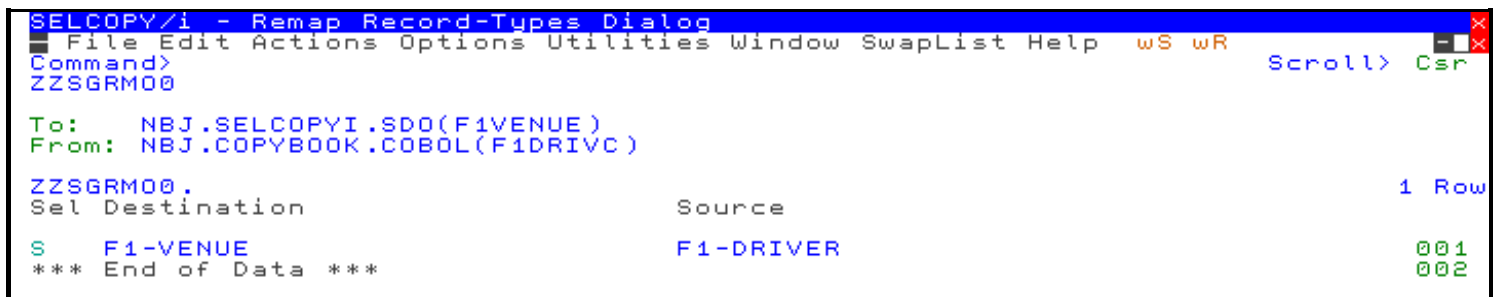 SELCOPY/i - Remap Record-Types Dialog x
File Edit Actions Options Utilities Window SwapList Help wS wR - x
Command> Scroll> Csr
ZZSGRMO0
To: NBJ.SELCOPYI.SDO(F1VENUE)
From: NBJ.COPYBOOK.COBOL(F1DRIVC)
ZZSGRMO0. 1 Row
Sel Destination Source
S F1-VENUE F1-DRIVER 001
*** End of Data *** 002